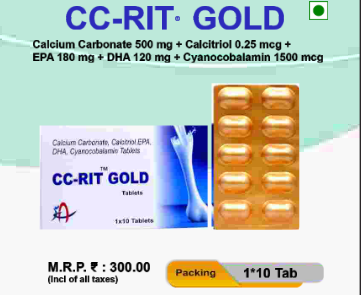 CC-RIT® GOLD
Calcium Carbonate 500 mg + Calcitriol 0.25 mcg +
EPA 180 mg + DHA 120 mg + Cyanocobalamin 1500 mcg
Calcium Carbonate, Calcitriol, EPA,
DHA, Cyanocobalamin Tablets
CC-RIT™ GOLD
Tablets
1x10 Tablets
M.R.P. ₹ : 300.00
(Incl of all taxes)
Packing 1*10 Tab